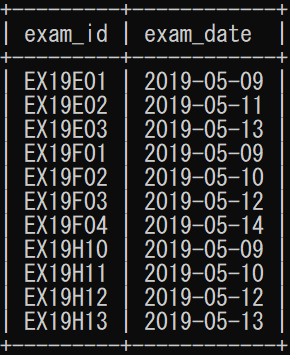 +---------+------------+
| exam_id | exam_date  |
+---------+------------+
| EX19E01 | 2019-05-09 |
| EX19E02 | 2019-05-11 |
| EX19E03 | 2019-05-13 |
| EX19F01 | 2019-05-09 |
| EX19F02 | 2019-05-10 |
| EX19F03 | 2019-05-12 |
| EX19F04 | 2019-05-14 |
| EX19H10 | 2019-05-09 |
| EX19H11 | 2019-05-10 |
| EX19H12 | 2019-05-12 |
| EX19H13 | 2019-05-13 |
+---------+------------+